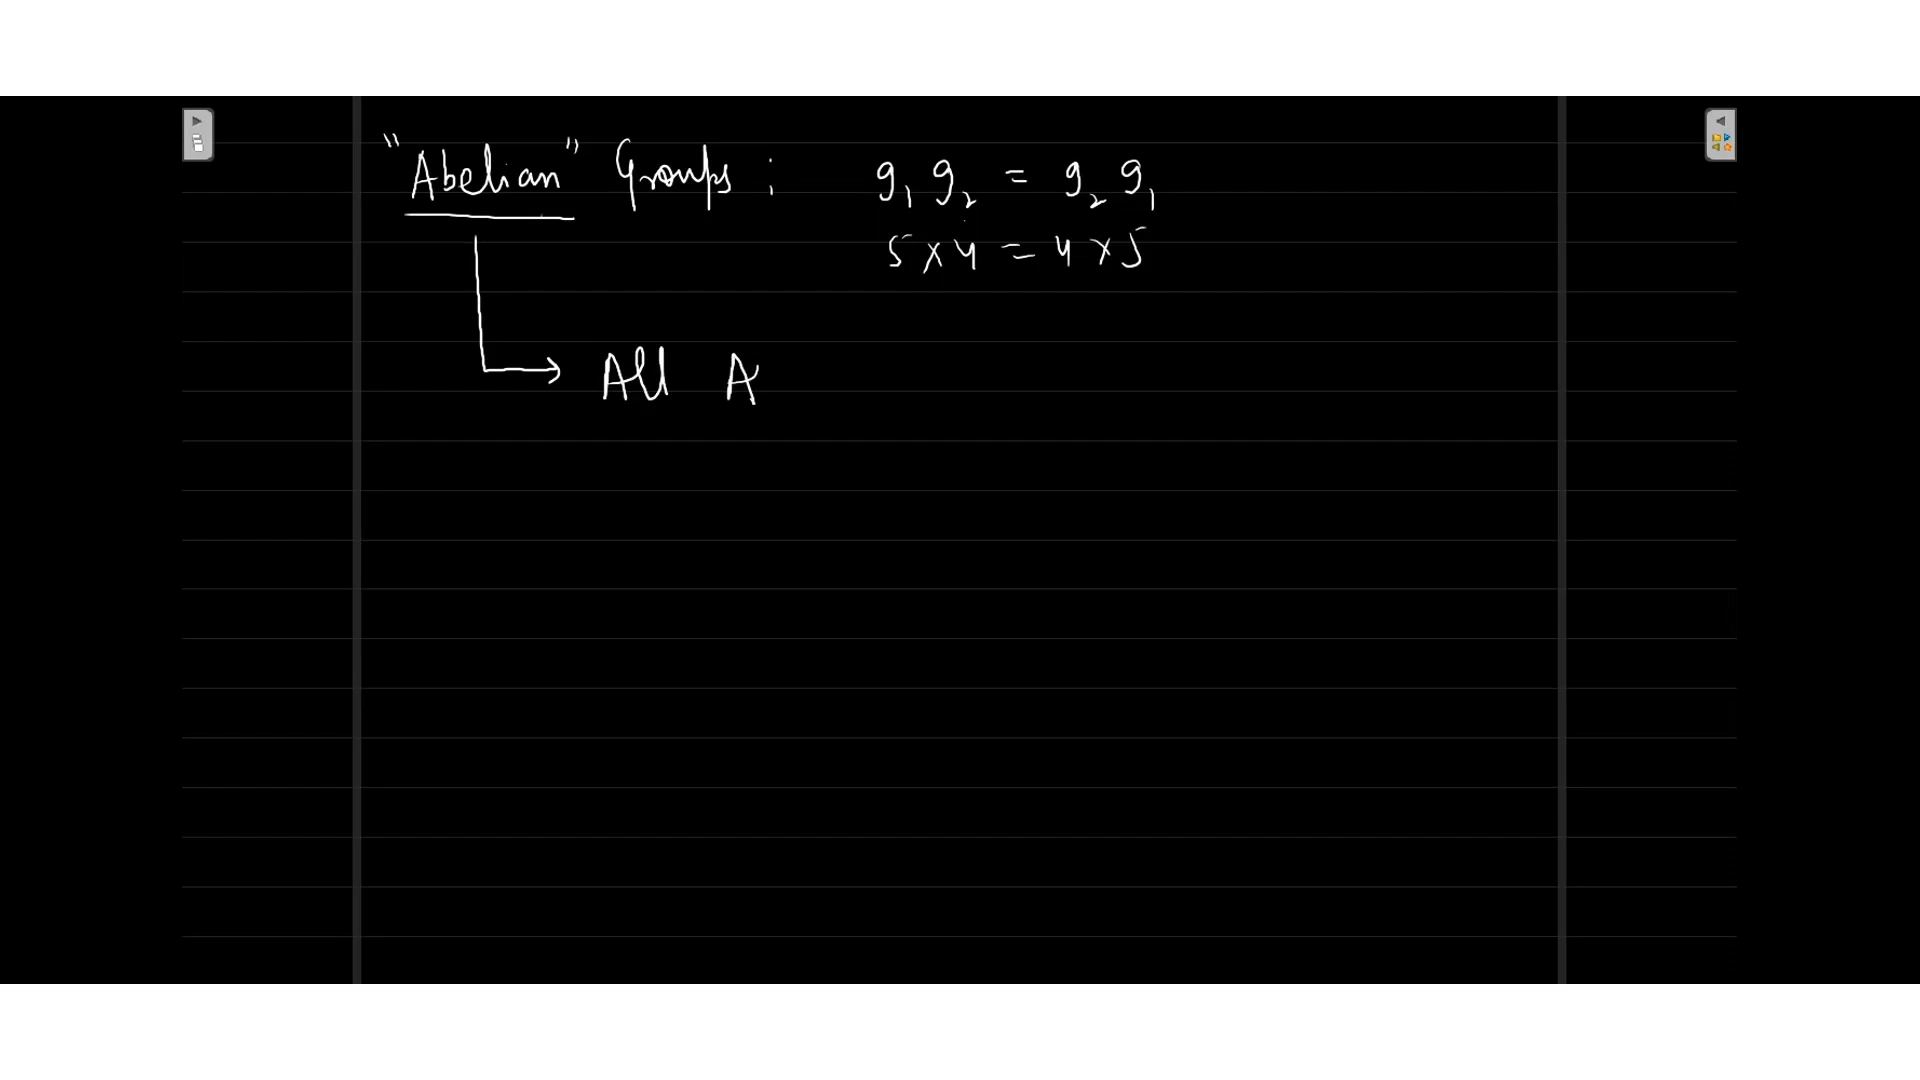 "Abelian" Groups : g₁ g₂ = g₂ g₁
5 x 4 = 4 x 5
All A